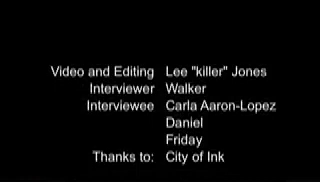 Video and Editing Lee "killer" Jones
Interviewer Walker
Interviewee Carla Aaron-Lopez
Daniel
Friday
Thanks to: City of Ink